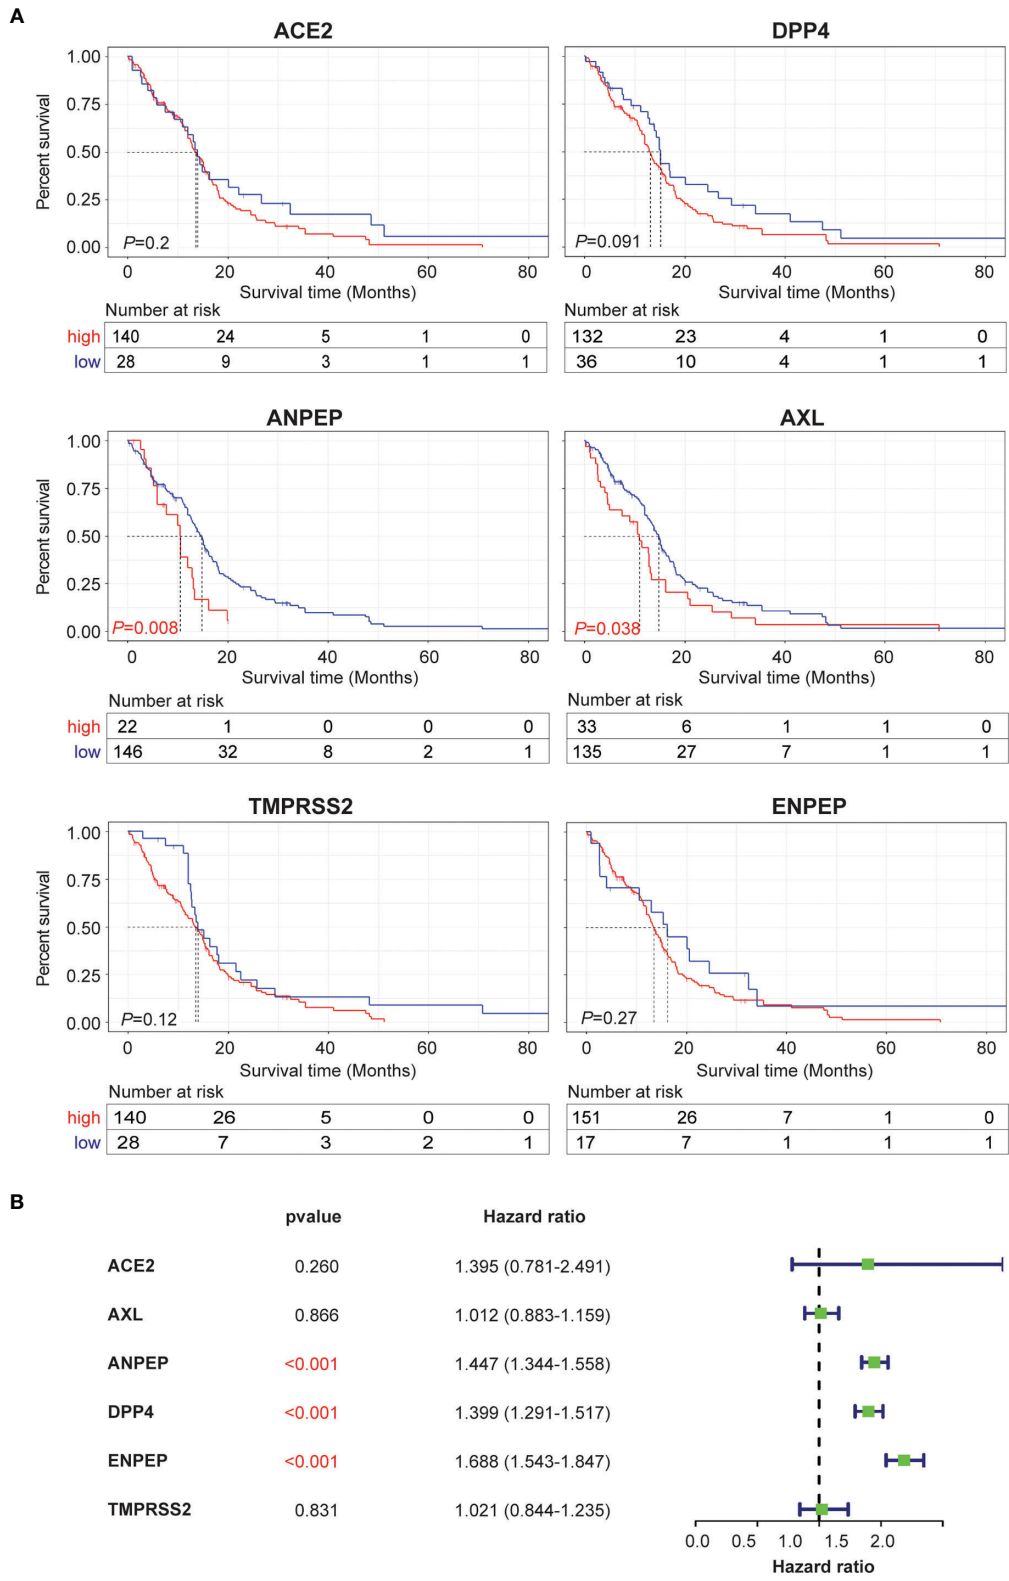 A
ACE2
DPP4
Percent survival
1.00
0.75
0.50
0.25
0.00
P=0.2
P=0.091
0 20 40 60 80
0 20 40 60 80
Survival time (Months)
Survival time (Months)
Number at risk
Number at risk
high 140 24 5 1 0
132 23 4 1 0
low 28 9 3 1 1
36 10 4 1 1
ANPEP
AXL
Percent survival
1.00
0.75
0.50
0.25
0.00
P=0.008
P=0.038
0 20 40 60 80
0 20 40 60 80
Survival time (Months)
Survival time (Months)
Number at risk
Number at risk
high 22 1 0 0 0
33 6 1 1 0
low 146 32 8 2 1
135 27 7 1 1
TMPRSS2
ENPEP
Percent survival
1.00
0.75
0.50
0.25
0.00
P=0.12
P=0.27
0 20 40 60 80
0 20 40 60 80
Survival time (Months)
Survival time (Months)
Number at risk
Number at risk
high 140 26 5 0 0
151 26 7 1 0
low 28 7 3 2 1
17 7 1 1 1
B
pvalue Hazard ratio
ACE2 0.260 1.395 (0.781-2.491)
AXL 0.866 1.012 (0.883-1.159)
ANPEP <0.001 1.447 (1.344-1.558)
DPP4 <0.001 1.399 (1.291-1.517)
ENPEP <0.001 1.688 (1.543-1.847)
TMPRSS2 0.831 1.021 (0.844-1.235)
0.0 0.5 1.0 1.5 2.0
Hazard ratio